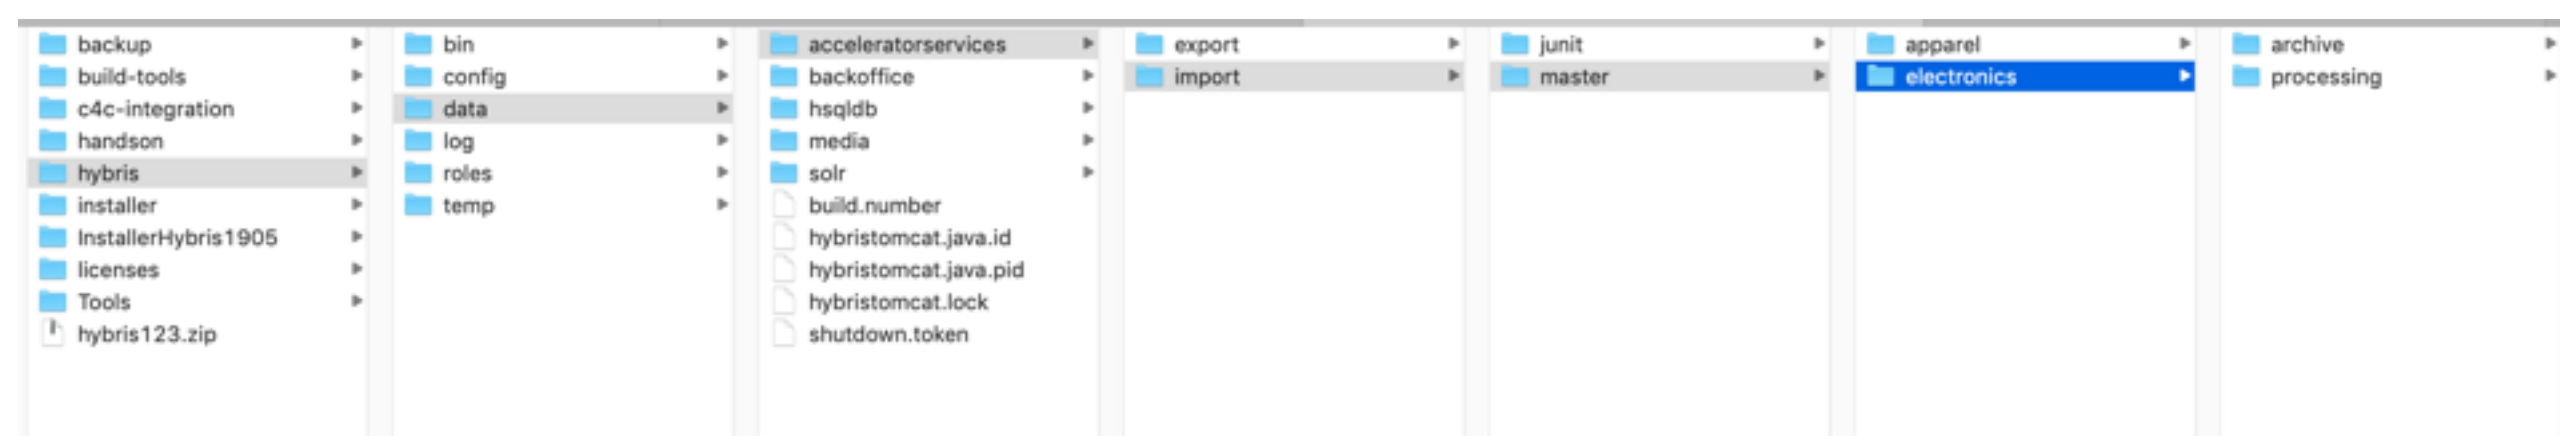 backup
build-tools
c4c-integration
handson
hybris
installer
InstallerHybris1905
licenses
Tools
hybris123.zip
bin
config
data
log
roles
temp
acceleratorservices
backoffice
hsqldb
media
solr
build.number
hybristomcat.java.id
hybristomcat.java.pid
hybristomcat.lock
shutdown.token
export
import
junit
master
apparel
electronics
archive
processing